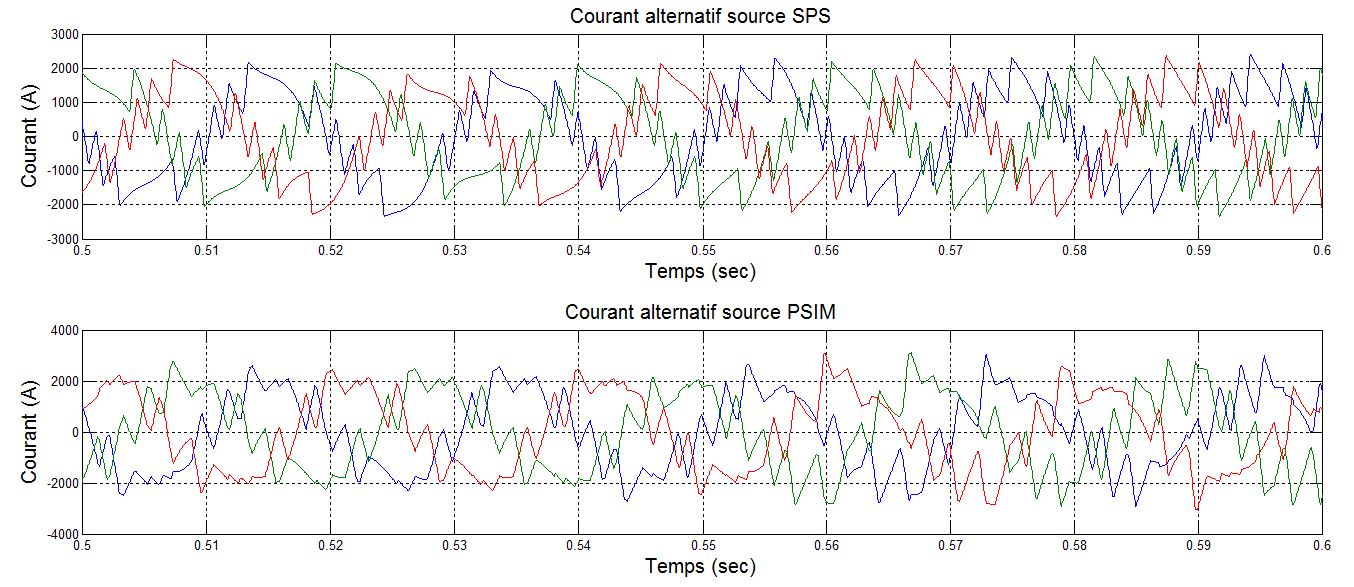 Courant alternatif source SPS
Courant (A)
3000
2000
1000
0
-1000
-2000
-3000
0.5 0.51 0.52 0.53 0.54 0.55 0.56 0.57 0.58 0.59 0.6
Temps (sec)
Courant alternatif source PSIM
Courant (A)
4000
2000
0
-2000
-4000
0.5 0.51 0.52 0.53 0.54 0.55 0.56 0.57 0.58 0.59 0.6
Temps (sec)